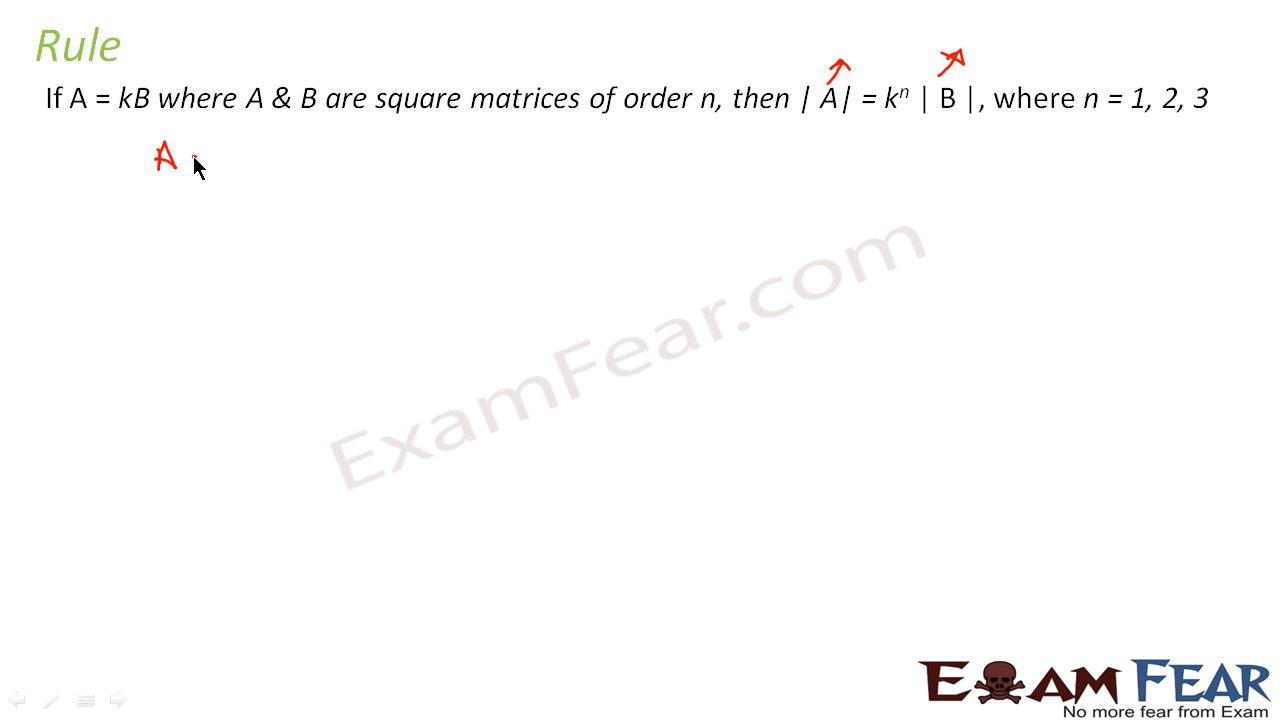 Rule
If A = kB where A & B are square matrices of order n, then | A| = kⁿ | B |, where n = 1, 2, 3
A
ExamFear.com
EXAM FEAR
No more fear from Exam